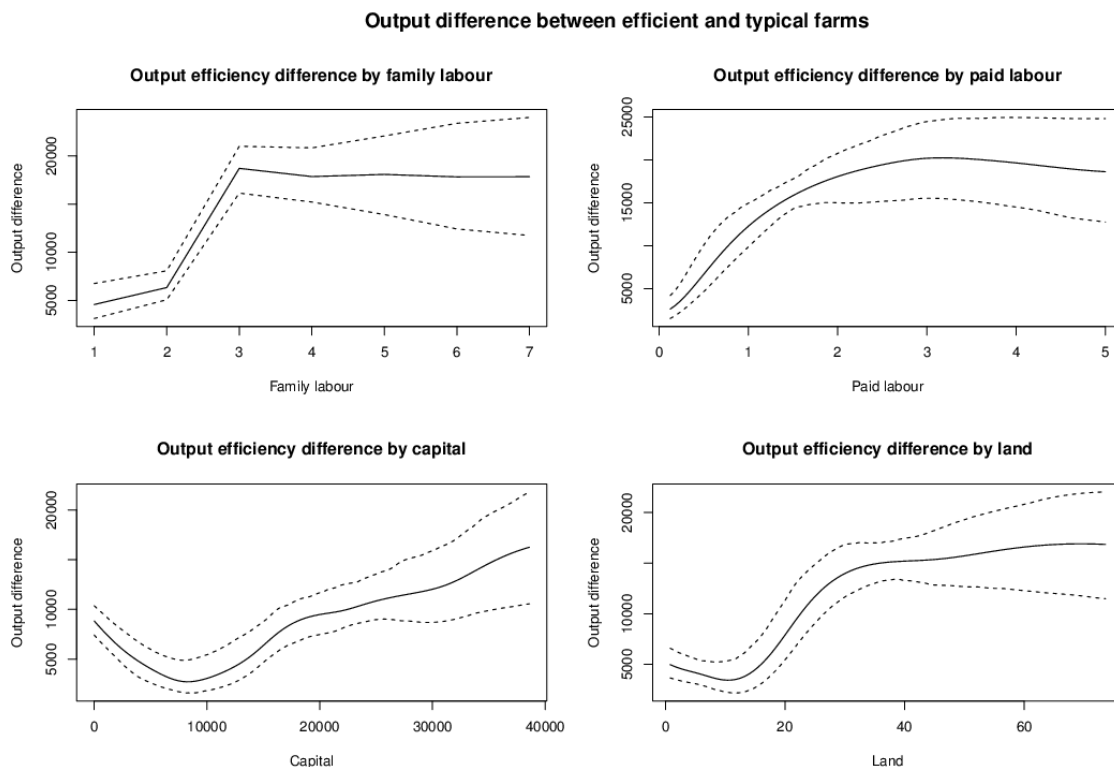 Output difference between efficient and typical farms
Output efficiency difference by family labour
Output difference
5000
10000
20000
1 2 3 4 5 6 7
Family labour
Output efficiency difference by paid labour
Output difference
5000
15000
25000
0 1 2 3 4 5
Paid labour
Output efficiency difference by capital
Output difference
5000
10000
20000
0 10000 20000 30000 40000
Capital
Output efficiency difference by land
Output difference
5000
10000
20000
0 20 40 60
Land